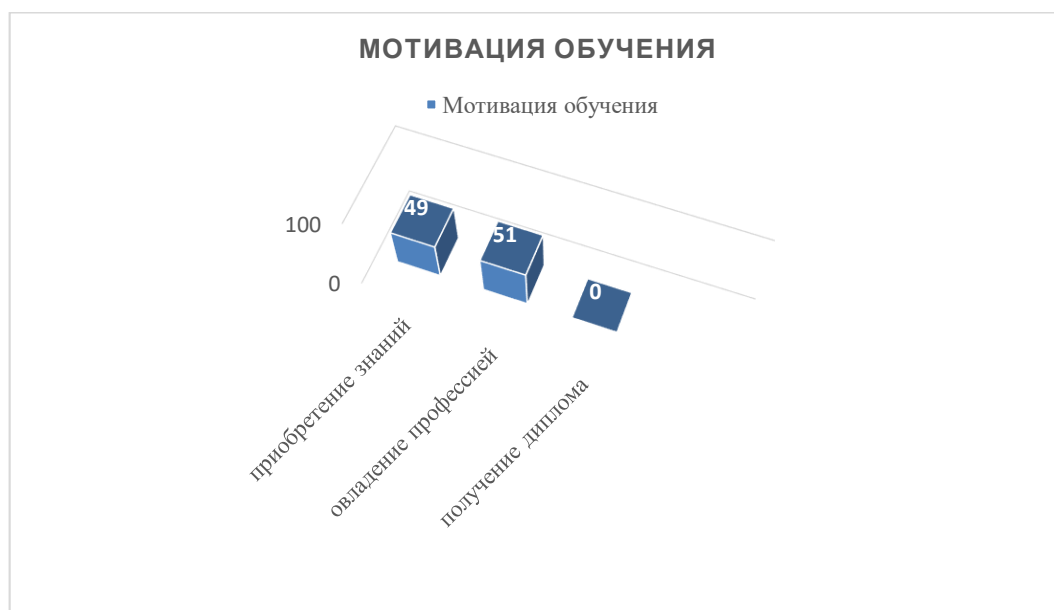 МОТИВАЦИЯ ОБУЧЕНИЯ
Мотивация обучения
100
0
49
51
0
приобретение знаний
овладение профессией
получение диплома